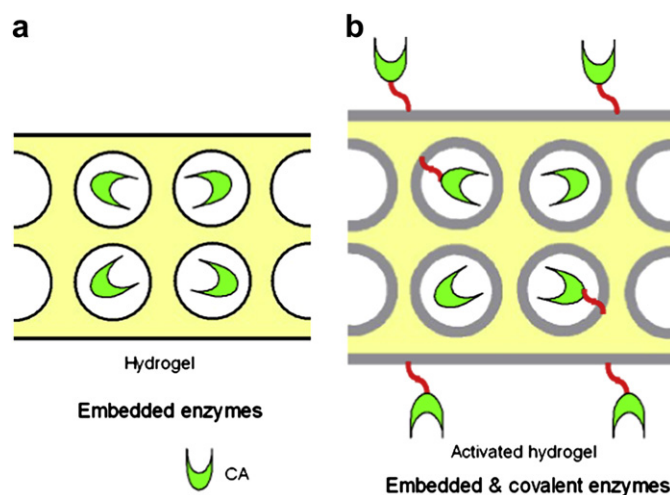 a
Hydrogel
Embedded enzymes
CA
b
Activated hydrogel
Embedded & covalent enzymes